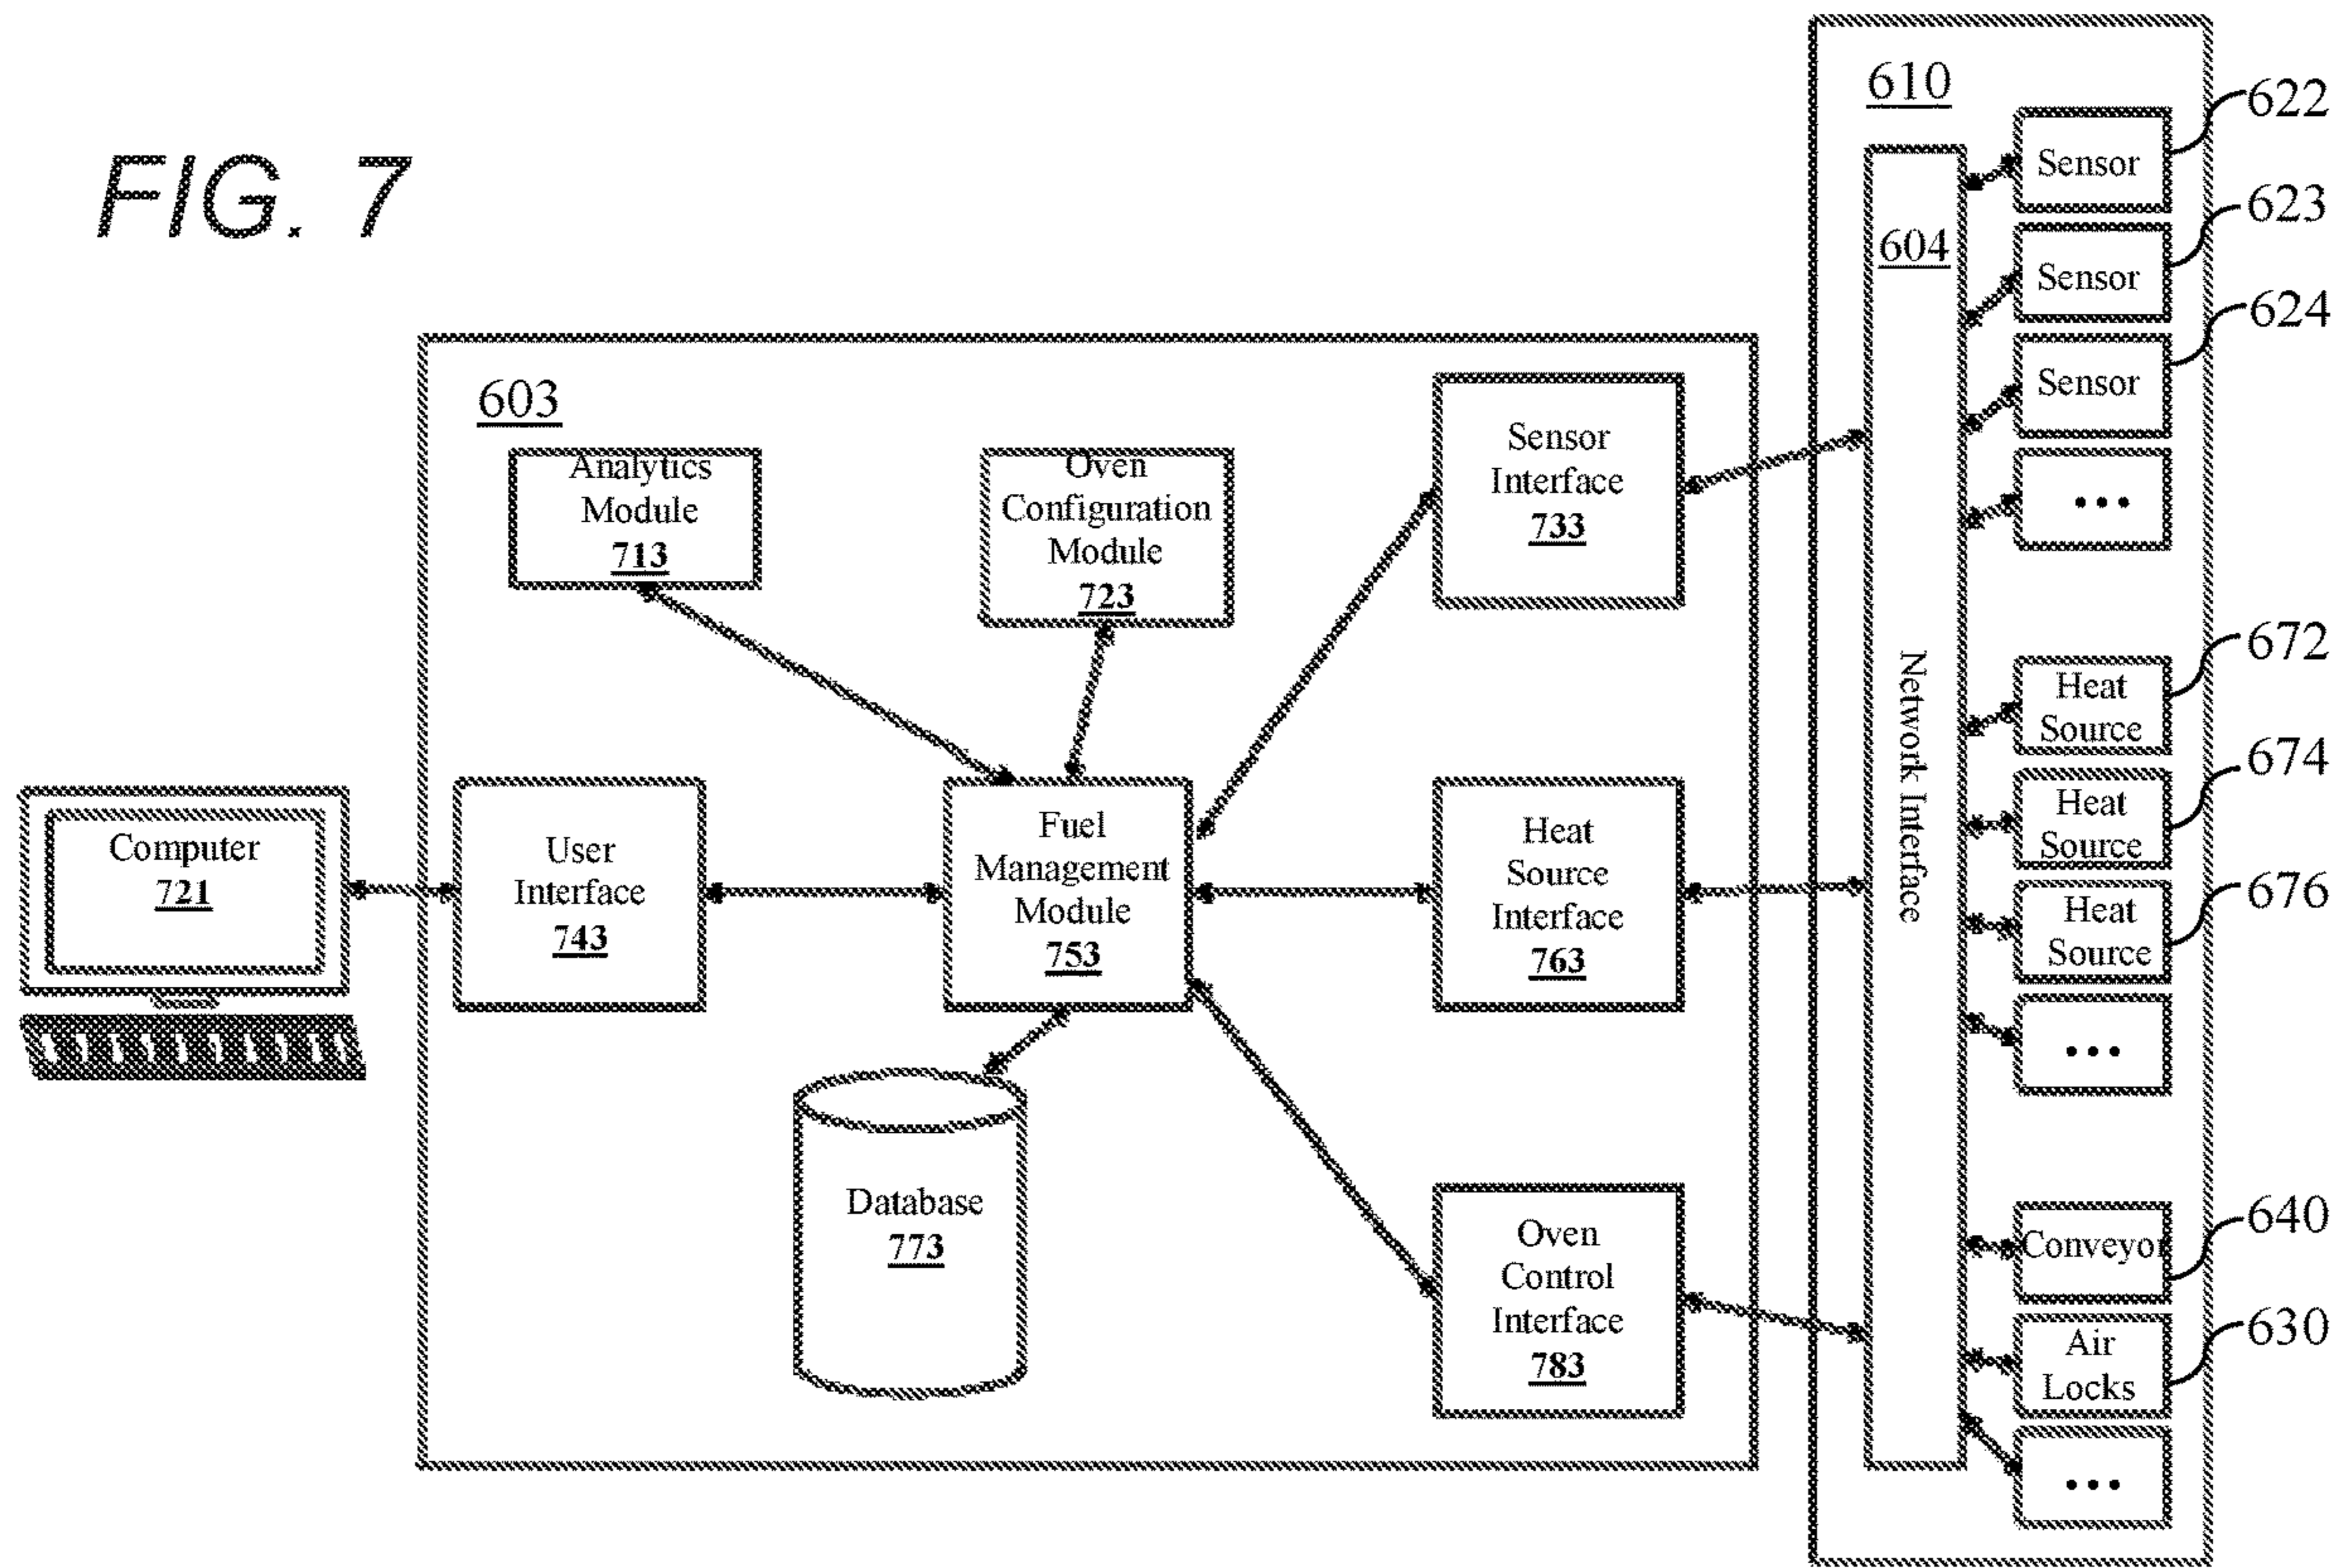 FIG. 7
610
622
Sensor
623
604
Sensor
624
Sensor
...
603
Analytics
Module
713
Oven
Configuration
Module
723
Sensor
Interface
733
672
Heat
Source
Network Interface
674
Heat
Source
676
Heat
Source
...
Computer
721
User
Interface
743
Fuel
Management
Module
753
Heat
Source
Interface
763
Database
773
Oven
Control
Interface
783
640
Conveyor
630
Air
Locks
...